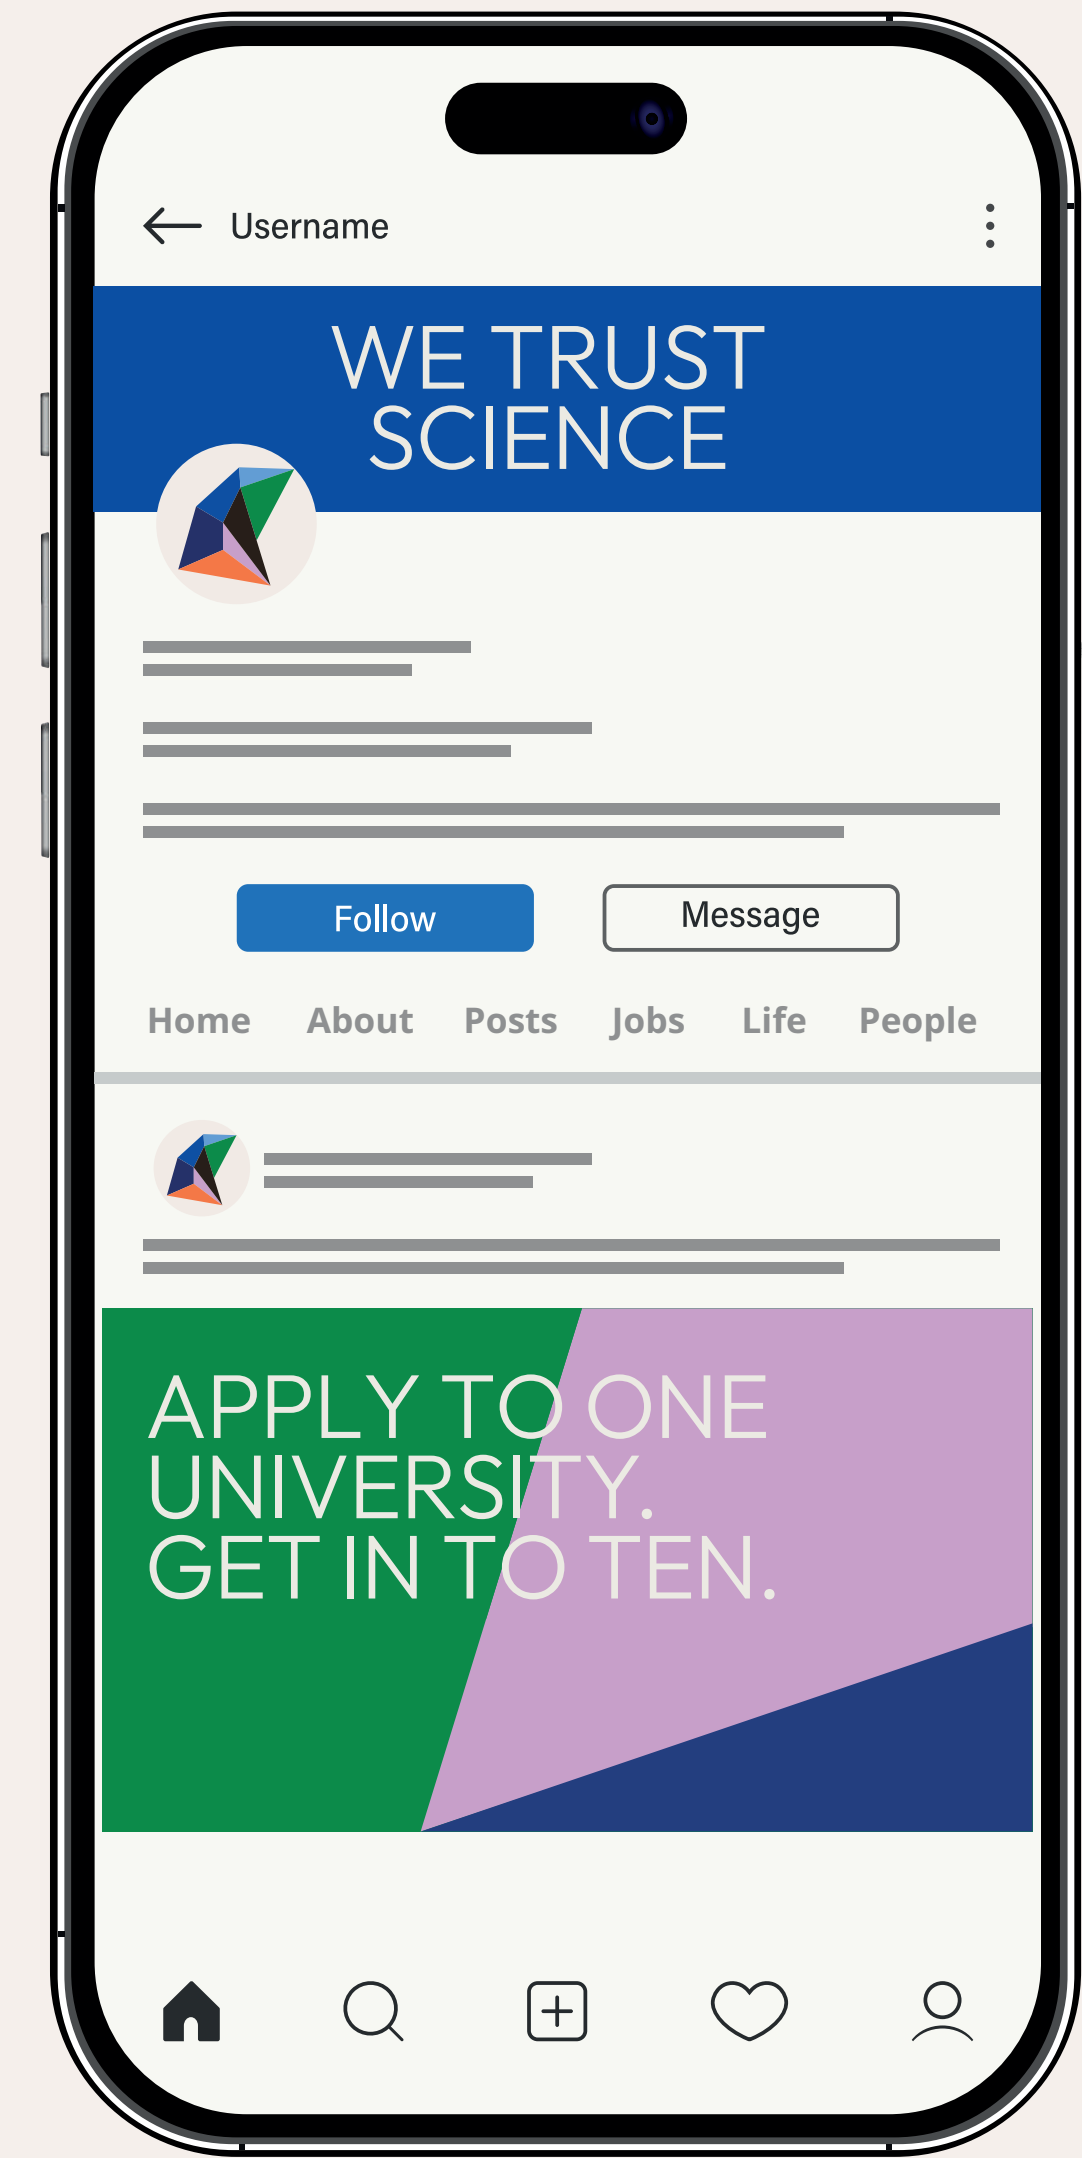 Username
WE TRUST
SCIENCE
Follow
Message
Home About Posts Jobs Life People
APPLY TO ONE
UNIVERSITY.
GET IN TO TEN.